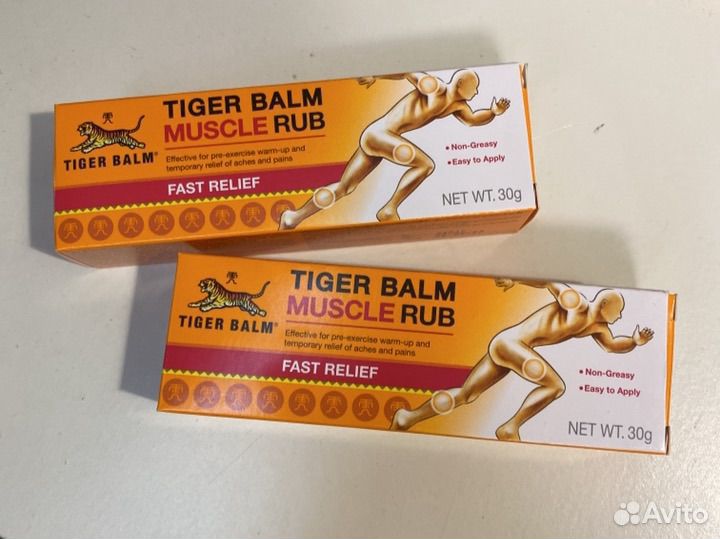 TIGER BALM
MUSCLE RUB
TIGER BALM®
Effective for pre-exercise warm-up and
temporary relief of aches and pains
FAST RELIEF
• Non-Greasy
• Easy to Apply
NET WT. 30g
TIGER BALM
MUSCLE RUB
TIGER BALM®
Effective for pre-exercise warm-up and
temporary relief of aches and pains
FAST RELIEF
• Non-Greasy
• Easy to Apply
NET WT. 30g
Avito